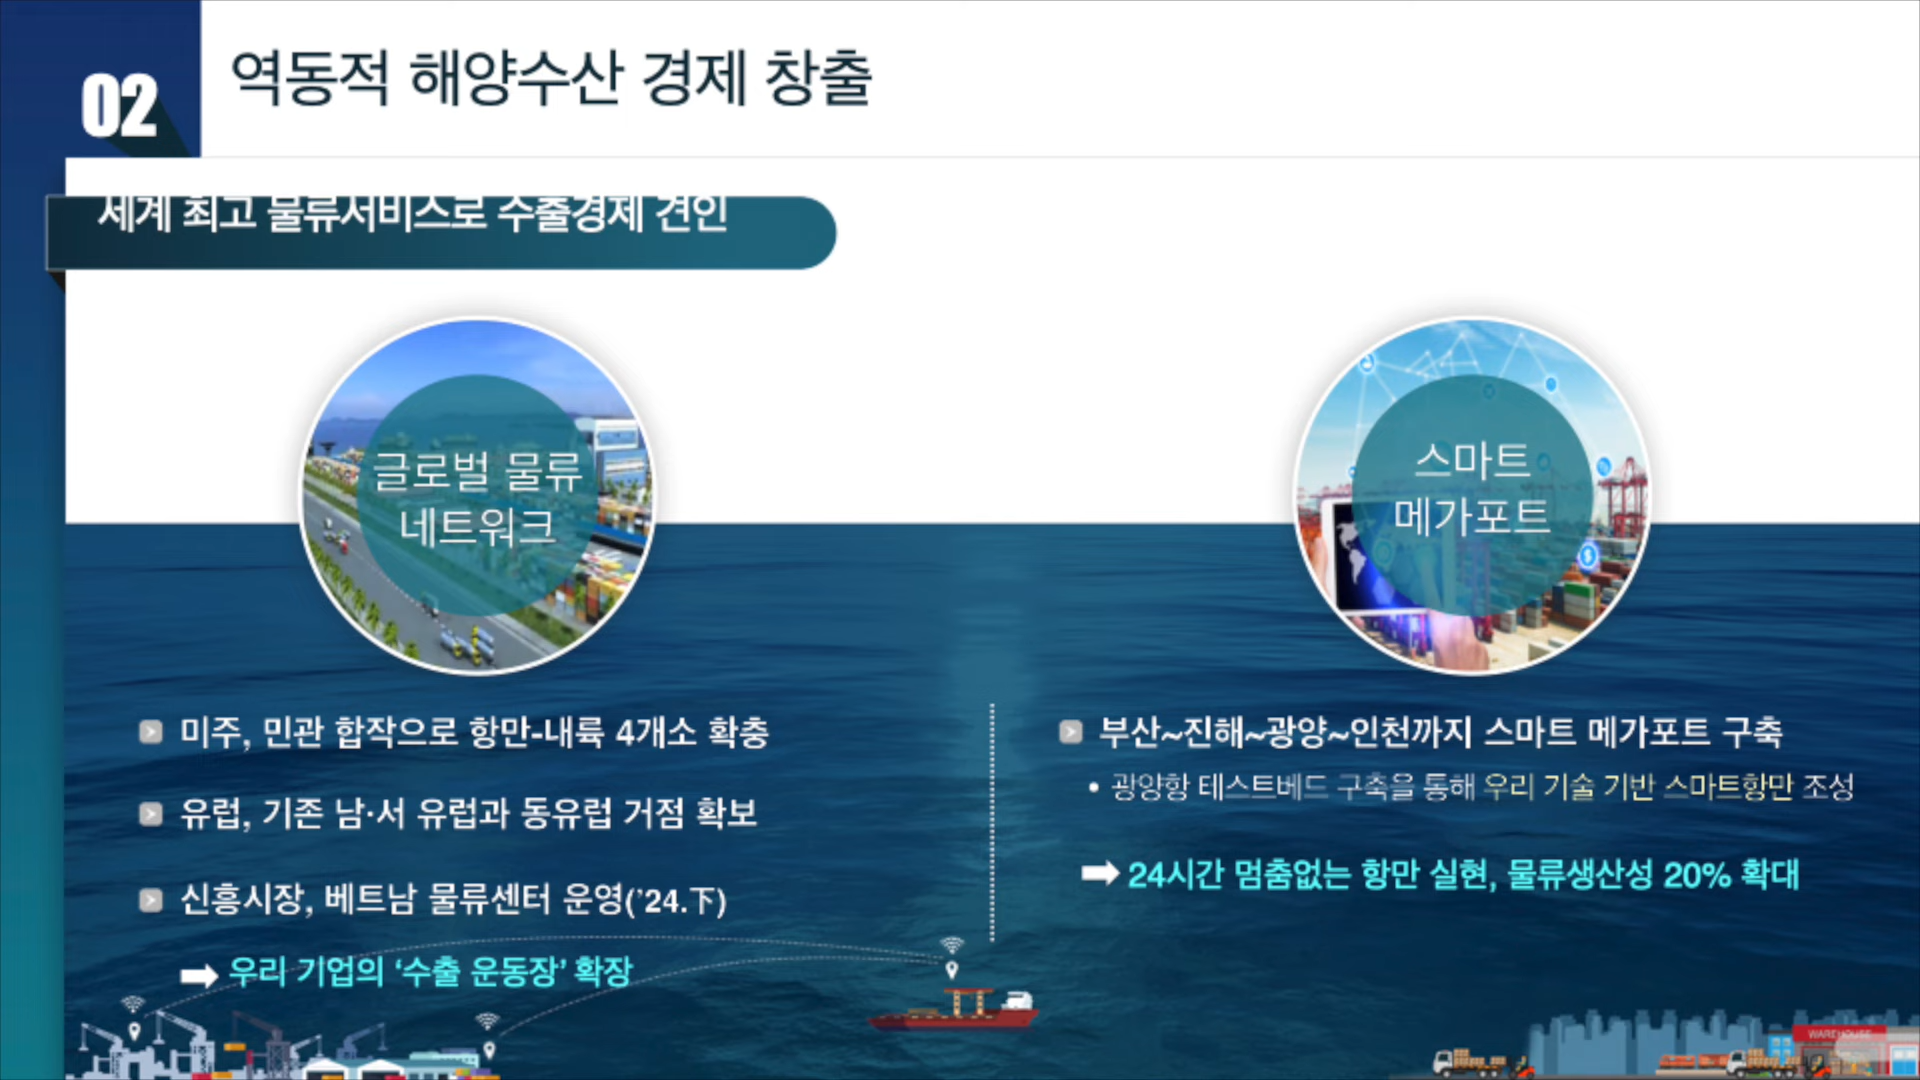 02
역동적 해양수산 경제 창출
세계 최고 물류서비스로 수출경제 견인
글로벌 물류
네트워크
미주, 민관 합작으로 항만-내륙 4개소 확충
유럽, 기존 남·서 유럽과 동유럽 거점 확보
신흥시장, 베트남 물류센터 운영(’24.下)
➡ 우리 기업의 ‘수출 운동장’ 확장
스마트
메가포트
부산~진해~광양~인천까지 스마트 메가포트 구축
• 광양항 테스트베드 구축을 통해 우리 기술 기반 스마트항만 조성
➡ 24시간 멈춤없는 항만 실현, 물류생산성 20% 확대
WAREHOUSE